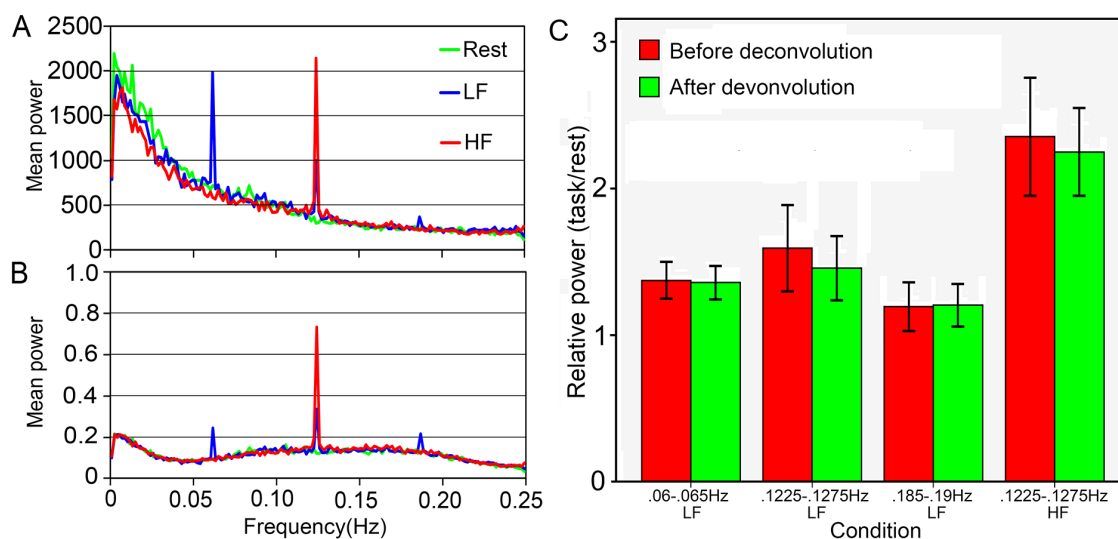 A
2500
2000
1500
1000
500
0
Mean power
Rest
LF
HF
B
1.0
0.8
0.6
0.4
0.2
0
Mean power
0 0.05 0.10 0.15 0.20 0.25
Frequency(Hz)
C
3
2
1
0
Relative power (task/rest)
Before deconvolution
After devonvolution
.06-.065Hz .1225-.1275Hz .185-.19Hz .1225-.1275Hz
LF LF LF HF
Condition